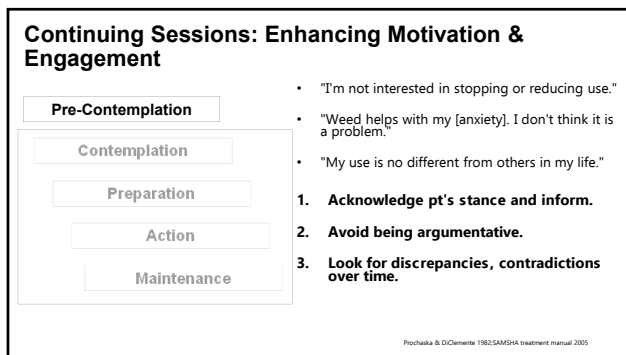 Continuing Sessions: Enhancing Motivation &
Engagement
Pre-Contemplation
Contemplation
Preparation
Action
Maintenance
• "I'm not interested in stopping or reducing use."
• "Weed helps with my [anxiety]. I don't think it is
a problem."
• "My use is no different from others in my life."
1. Acknowledge pt's stance and inform.
2. Avoid being argumentative.
3. Look for discrepancies, contradictions
over time.
Prochaska & DiClemente 1982;SAMSHA treatment manual 2005